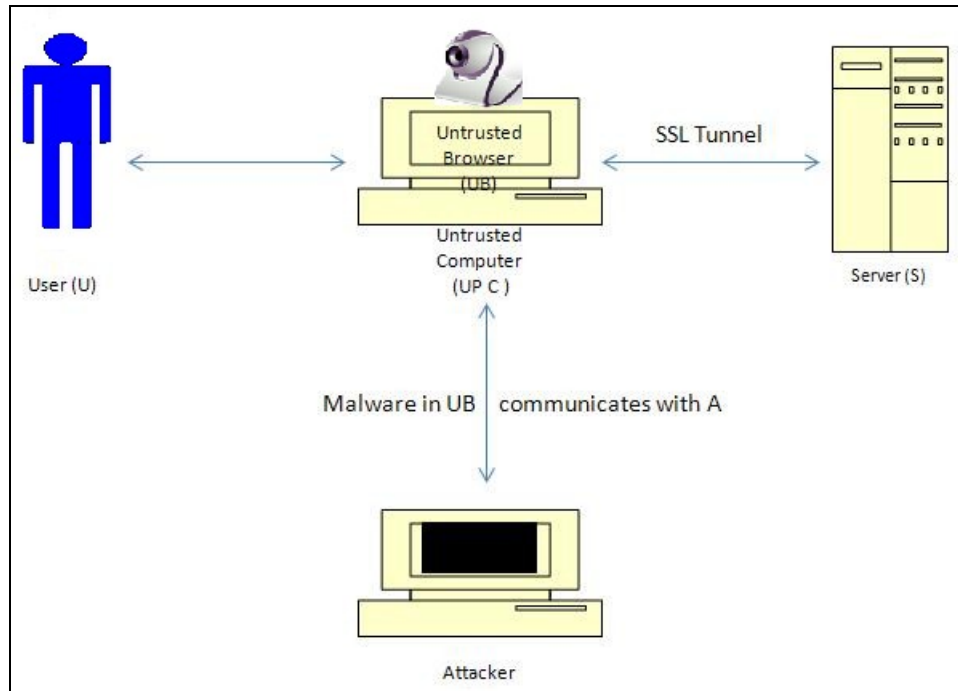 Untrusted
Browser
(UB)
SSL Tunnel
Untrusted
Computer
(UP C )
User (U)
Server (S)
Malware in UB communicates with A
Attacker